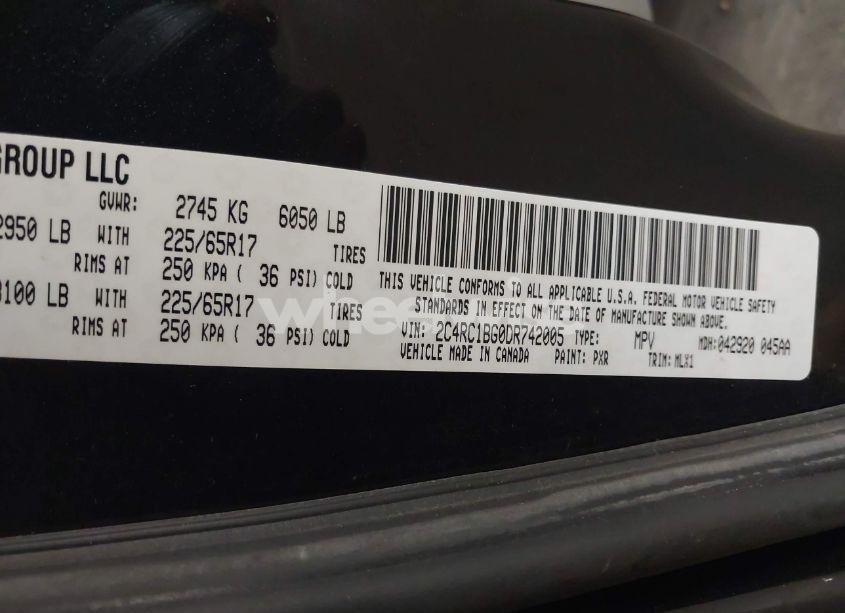 GROUP LLC
GVWR: 2745 KG 6050 LB
2950 LB WITH 225/65R17 TIRES
RIMS AT 250 KPA ( 36 PSI) COLD
3100 LB WITH 225/65R17 TIRES
RIMS AT 250 KPA ( 36 PSI) COLD
THIS VEHICLE CONFORMS TO ALL APPLICABLE U.S.A. FEDERAL MOTOR VEHICLE SAFETY
STANDARDS IN EFFECT ON THE DATE OF MANUFACTURE SHOWN ABOVE.
VIN: 2C4RC1BG0DR742005 TYPE: MPV MDH:042920 045AA
VEHICLE MADE IN CANADA PAINT: PXR TRIM: MLX1